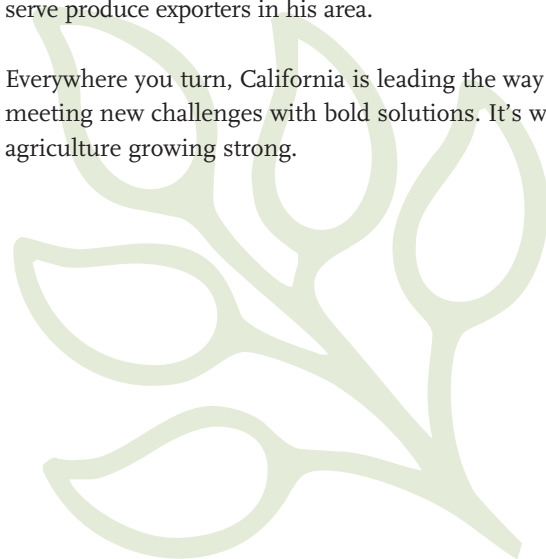 serve produce exporters in his area.
Everywhere you turn, California is leading the way
meeting new challenges with bold solutions. It’s w
agriculture growing strong.